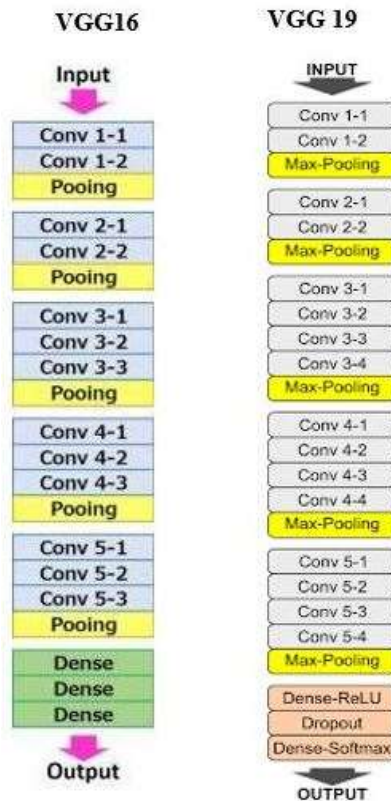 VGG16
Input
Conv 1-1
Conv 1-2
Pooing
Conv 2-1
Conv 2-2
Pooing
Conv 3-1
Conv 3-2
Conv 3-3
Pooing
Conv 4-1
Conv 4-2
Conv 4-3
Pooing
Conv 5-1
Conv 5-2
Conv 5-3
Pooing
Dense
Dense
Dense
Output
VGG 19
INPUT
Conv 1-1
Conv 1-2
Max-Pooling
Conv 2-1
Conv 2-2
Max-Pooling
Conv 3-1
Conv 3-2
Conv 3-3
Conv 3-4
Max-Pooling
Conv 4-1
Conv 4-2
Conv 4-3
Conv 4-4
Max-Pooling
Conv 5-1
Conv 5-2
Conv 5-3
Conv 5-4
Max-Pooling
Dense-ReLU
Dropout
Dense-Softmax
OUTPUT